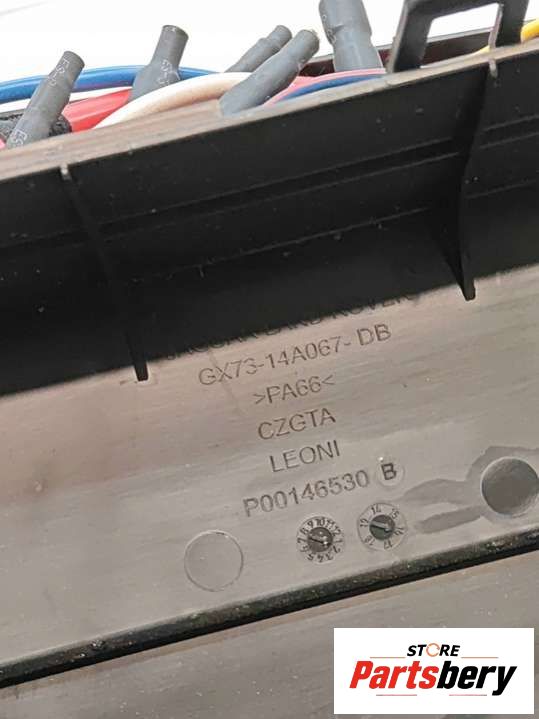 GX73-14A067-DB
>PA66<
CZGTA
LEONI
P00146530 B
STORE
Partsbery